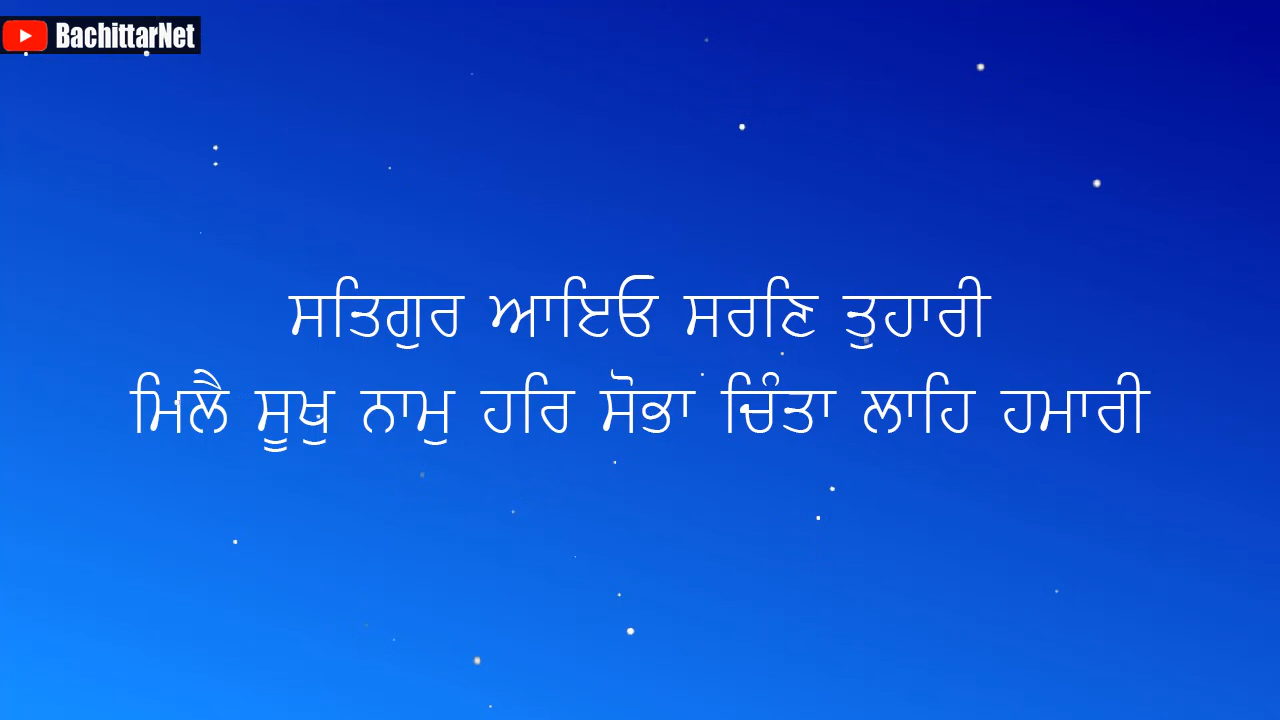 BachittarNet
ਸਤਿਗੁਰ ਆਇਓ ਸਰਣਿ ਤੁਹਾਰੀ
ਮਿਲੈ ਸੂਖੁ ਨਾਮੁ ਹਰਿ ਸੋਭਾ ਚਿੰਤਾ ਲਾਹਿ ਹਮਾਰੀ